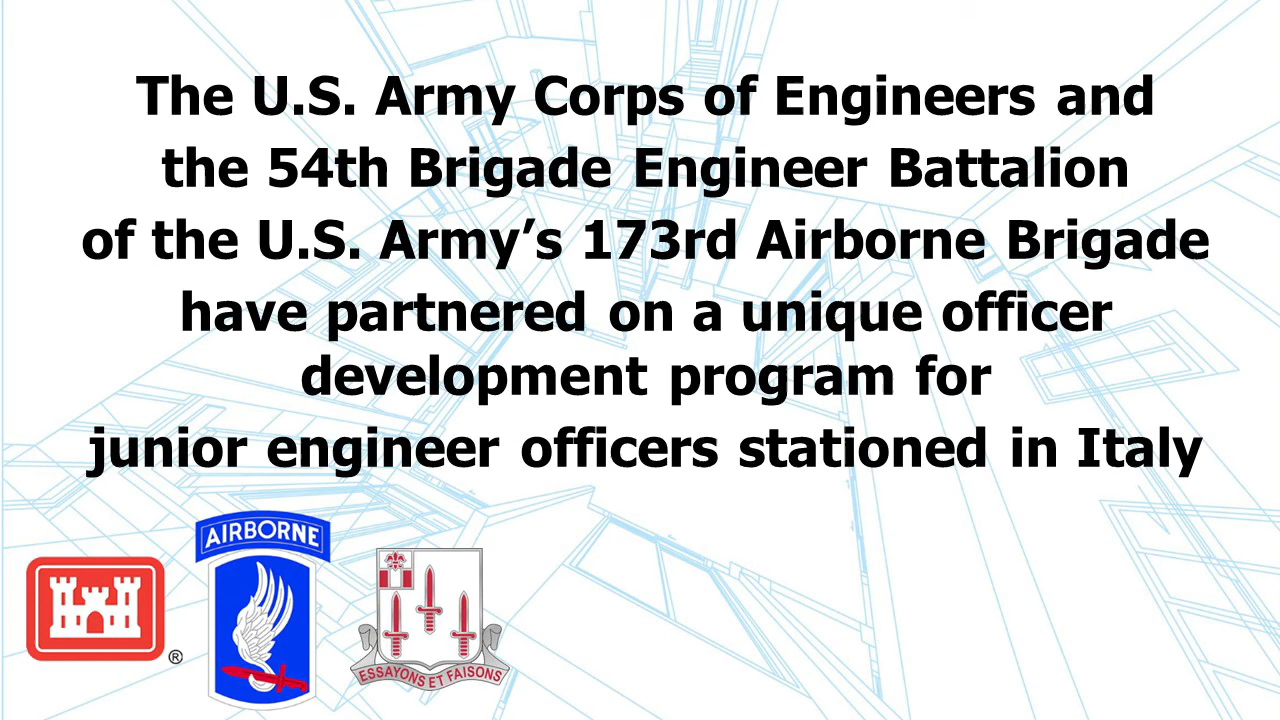 The U.S. Army Corps of Engineers and
the 54th Brigade Engineer Battalion
of the U.S. Army’s 173rd Airborne Brigade
have partnered on a unique officer
development program for
junior engineer officers stationed in Italy
AIRBORNE
®
ESSAYONS ET FAISONS